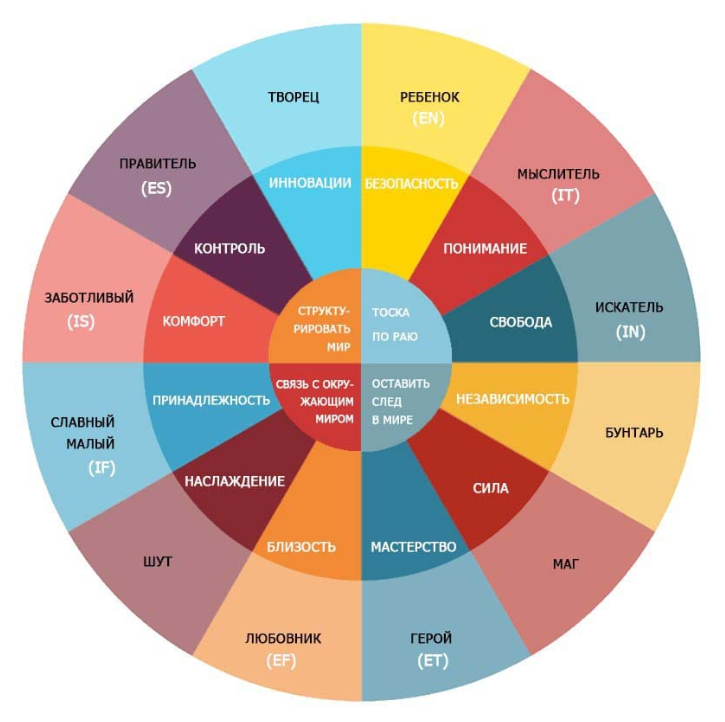 ТВОРЕЦ
РЕБЕНОК
(EN)
МЫСЛИТЕЛЬ
(IT)
ИСКАТЕЛЬ
(IN)
БУНТАРЬ
МАГ
ГЕРОЙ
(ET)
ЛЮБОВНИК
(EF)
ШУТ
СЛАВНЫЙ
МАЛЫЙ
(IF)
ЗАБОТЛИВЫЙ
(IS)
ПРАВИТЕЛЬ
(ES)
ИННОВАЦИИ
БЕЗОПАСНОСТЬ
ПОНИМАНИЕ
СВОБОДА
НЕЗАВИСИМОСТЬ
СИЛА
МАСТЕРСТВО
БЛИЗОСТЬ
НАСЛАЖДЕНИЕ
ПРИНАДЛЕЖНОСТЬ
КОМФОРТ
КОНТРОЛЬ
СТРУКТУ-
РИРОВАТЬ
МИР
ТОСКА
ПО РАЮ
СВЯЗЬ С ОКРУ-
ЖАЮЩИМ
МИРОМ
ОСТАВИТЬ
СЛЕД
В МИРЕ